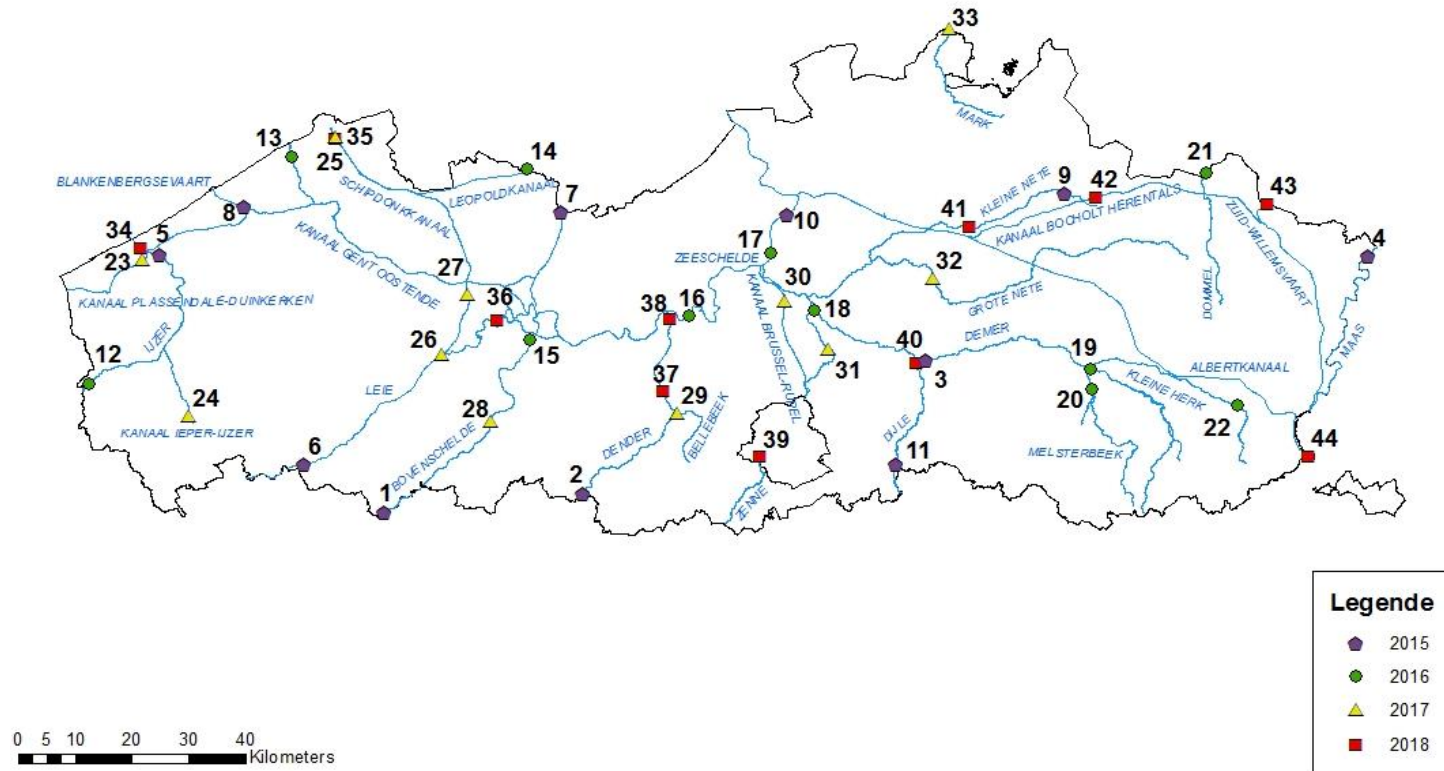 33
MARK
13
35
25
14
21
BLANKENBERGSEVAART
SCHIPDONKKANAAL
LEOPOLDKANAAL
7
8
9
42
43
KLEINE NETE
KANAAL BOCHOLT HERENTALS
41
10
34
5
23
KANAAL GENT OOSTENDE
17
ZEESCHELDE
ZUID-WILLEMSVAART
4
KANAAL PLASSENDALE-DUINKERKEN
27
36
38
16
30
KANAAL BRUSSEL-RUPEL
18
32
GROTE NETE
DOMMEL
MAAS
IJZER
26
15
DEMER
40
3
31
19
ALBERTKANAAL
12
LEIE
37
KLEINE HERK
20
22
24
KANAAL IEPER-IJZER
28
29
BELLEBEEK
DENDER
BOVENSCHELDE
6
1
2
39
ZENNE
DIJLE
11
MELSTERBEEK
44
Legende
2015
2016
2017
2018
0 5 10 20 30 40
Kilometers